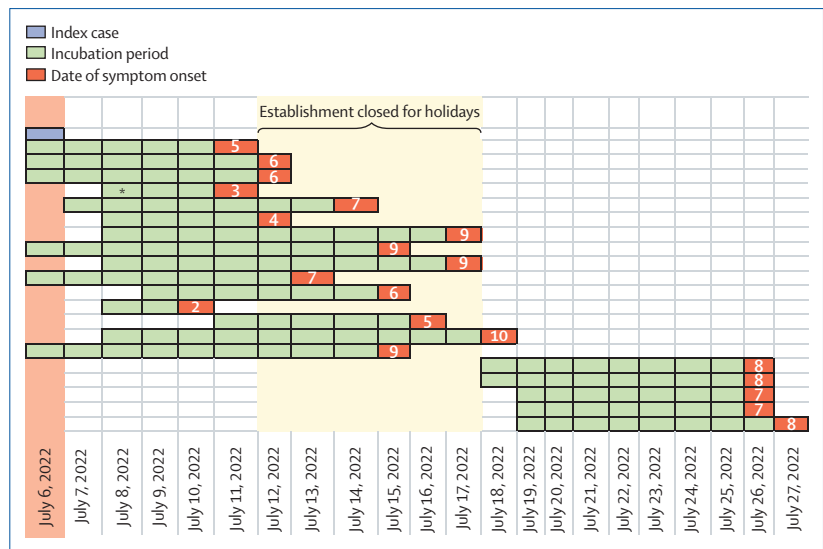 Index case
Incubation period
Date of symptom onset
Establishment closed for holidays
5
6
6
*
3
7
4
9
9
9
7
6
2
5
10
9
8
8
7
7
8
July 6, 2022
July 7, 2022
July 8, 2022
July 9, 2022
July 10, 2022
July 11, 2022
July 12, 2022
July 13, 2022
July 14, 2022
July 15, 2022
July 16, 2022
July 17, 2022
July 18, 2022
July 19, 2022
July 20, 2022
July 21, 2022
July 22, 2022
July 23, 2022
July 24, 2022
July 25, 2022
July 26, 2022
July 27, 2022